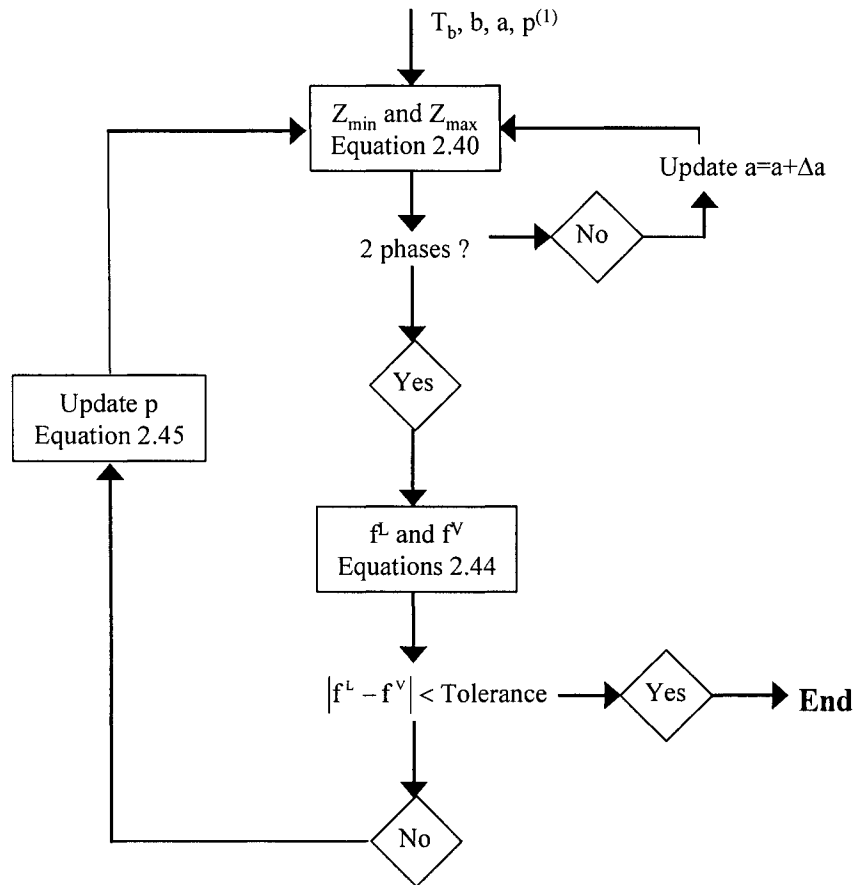 T_b, b, a, p^(1)
Z_min and Z_max
Equation 2.40
Update a=a+Δa
2 phases ?
No
Yes
Update p
Equation 2.45
f^L and f^V
Equations 2.44
|f^L – f^V| < Tolerance
Yes
End
No